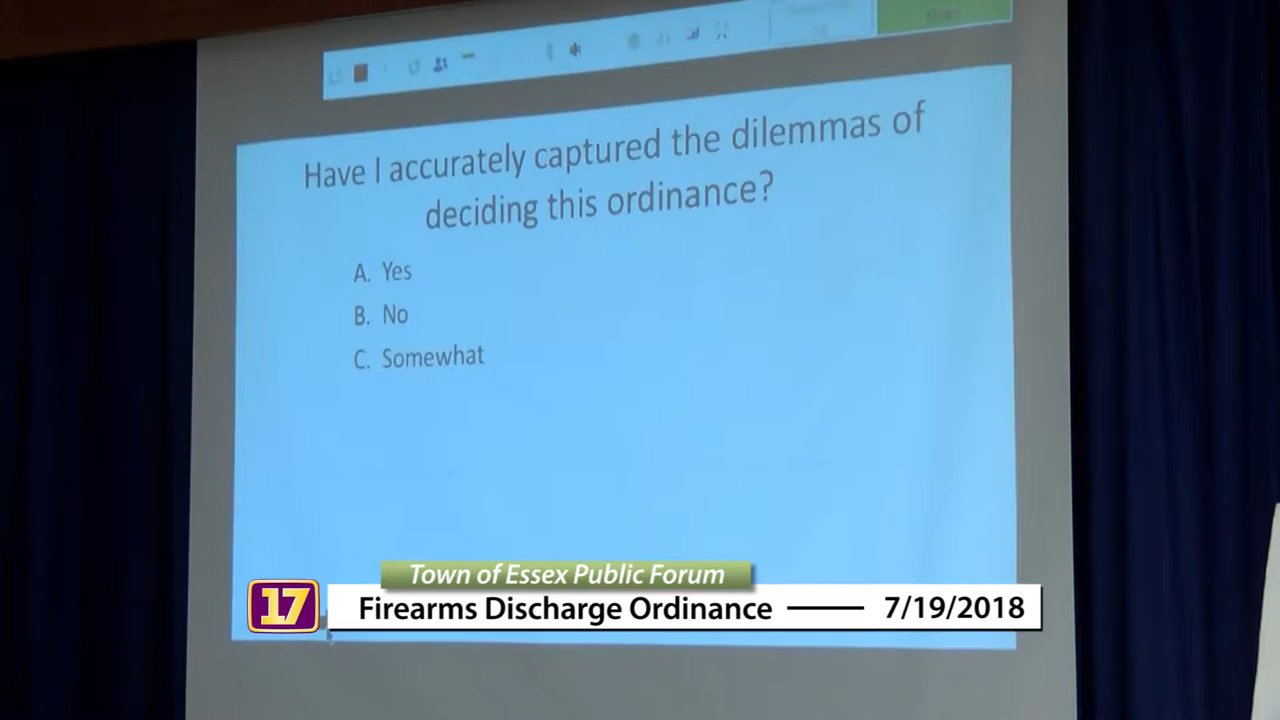 Have I accurately captured the dilemmas of
deciding this ordinance?
A. Yes
B. No
C. Somewhat
Town of Essex Public Forum
17
Firearms Discharge Ordinance 7/19/2018